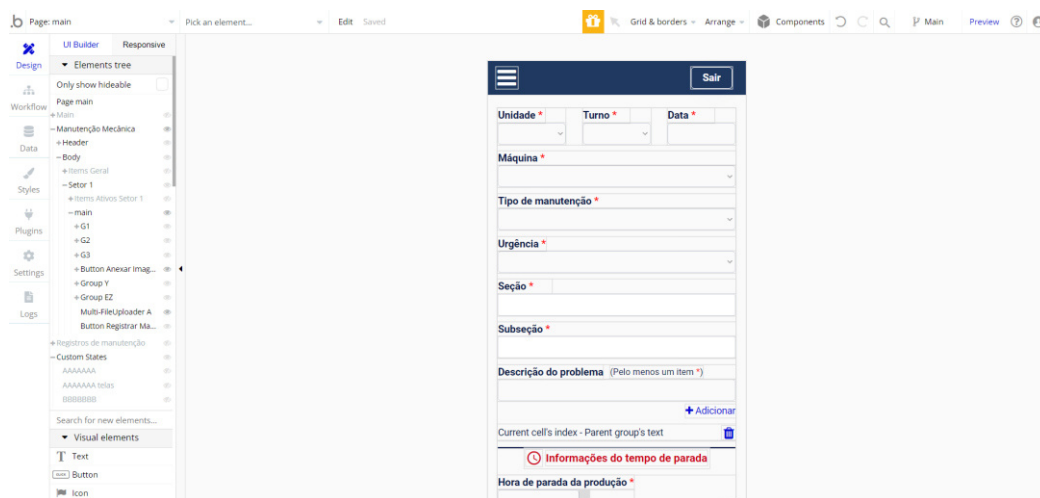 b Page: main Pick an element... Edit Saved Grid & borders Arrange Components Main Preview
UI Builder Responsive
Design
Elements tree
Only show hideable
Workflow
Page main
Main
Manutenção Mecânica
Header
Data
Body
Items Geral
Styles
Setor 1
Items Ativos Setor 1
main
Plugins
G1
G2
G3
Settings
Button Anexar Imag...
Group Y
Group EZ
Logs
Multi-FileUploader A
Button Registrar Ma...
Registros de manutenção
Custom States
AAAAAAA
AAAAAAA telas
BBBBBBB
Search for new elements...
Visual elements
T Text
Button
Icon
Sair
Unidade * Turno * Data *
Máquina *
Tipo de manutenção *
Urgência *
Seção *
Subseção *
Descrição do problema (Pelo menos um item *)
+ Adicionar
Current cell's index - Parent group's text
Informações do tempo de parada
Hora de parada da produção *